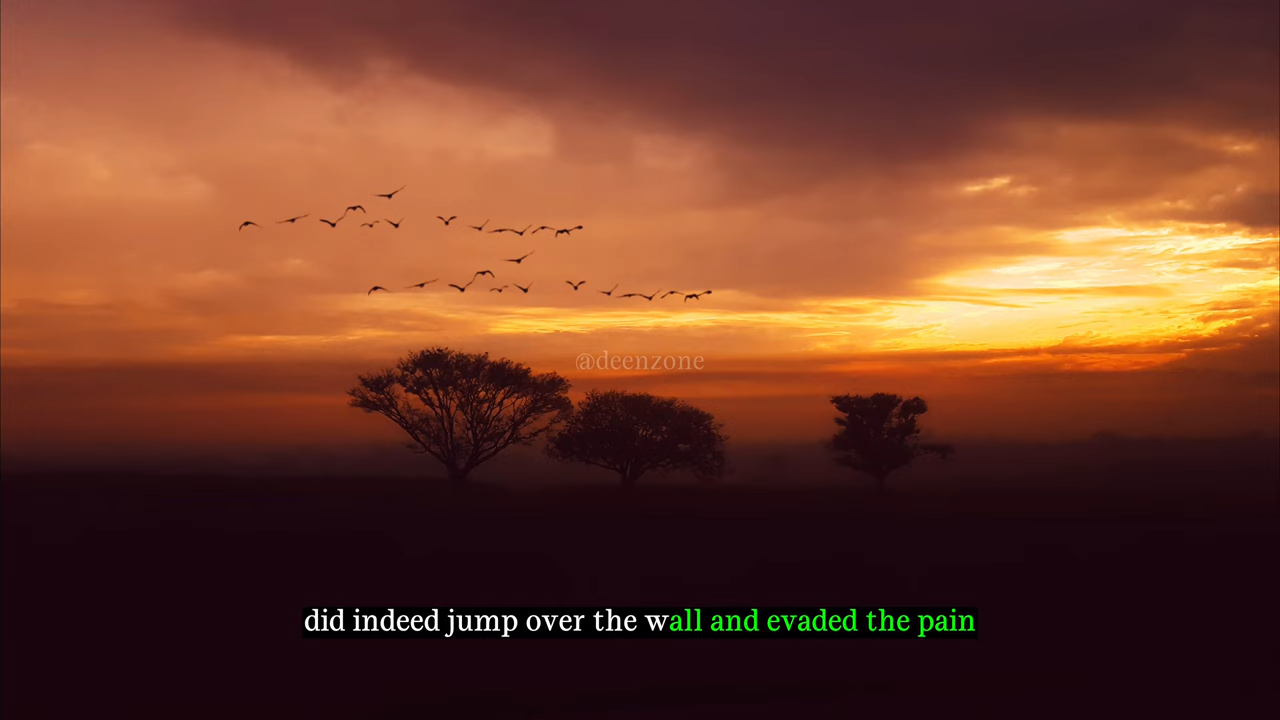 @deenzone
did indeed jump over the wall and evaded the pain